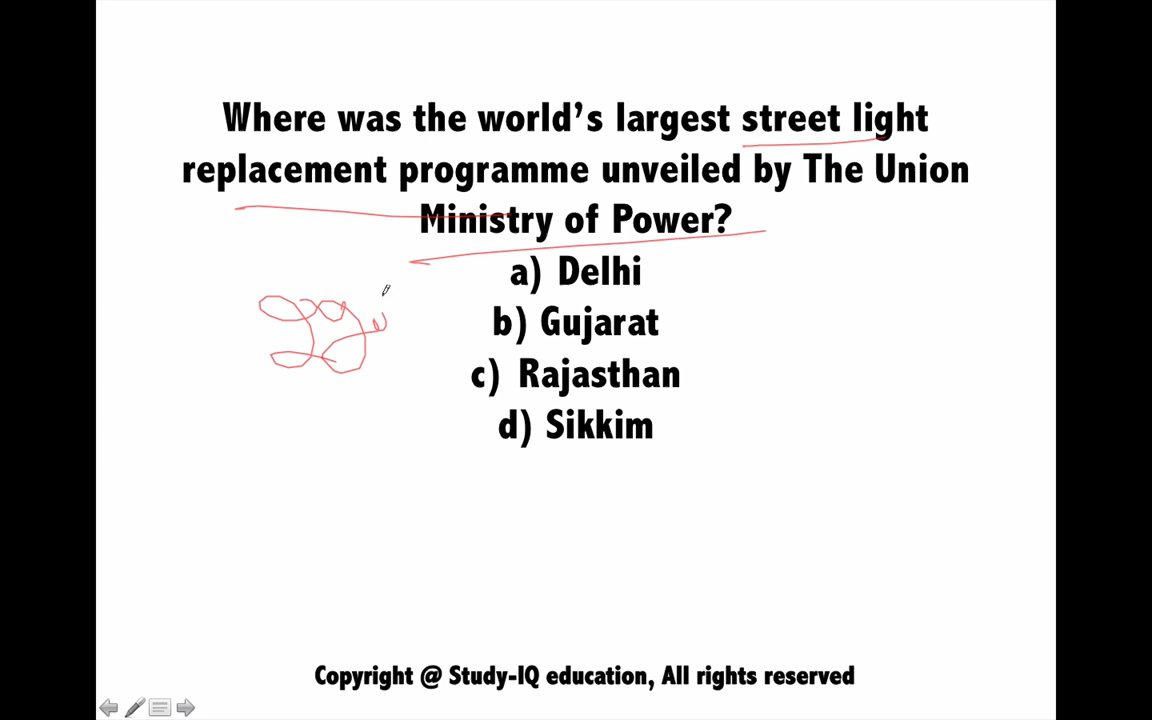 Where was the world's largest street light
replacement programme unveiled by The Union
Ministry of Power?
a) Delhi
b) Gujarat
c) Rajasthan
d) Sikkim
Copyright @ Study-IQ education, All rights reserved